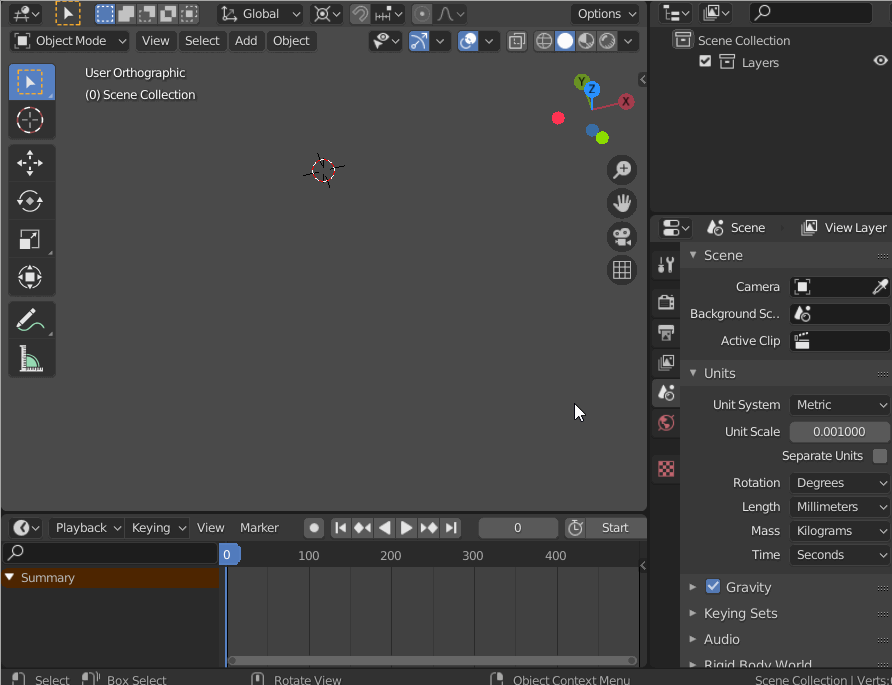 Global
Options
Object Mode View Select Add Object
User Orthographic
(0) Scene Collection
Y
Z
X
Scene Collection
Layers
Scene View Layer
Scene
Camera
Background Sc..
Active Clip
Units
Unit System Metric
Unit Scale 0.001000
Separate Units
Rotation Degrees
Length Millimeters
Mass Kilograms
Time Seconds
Gravity
Keying Sets
Audio
Rigid Body World
Playback Keying View Marker 0 Start
0 100 200 300 400
Summary
Select Box Select Rotate View Object Context Menu Scene Collection | Verts: